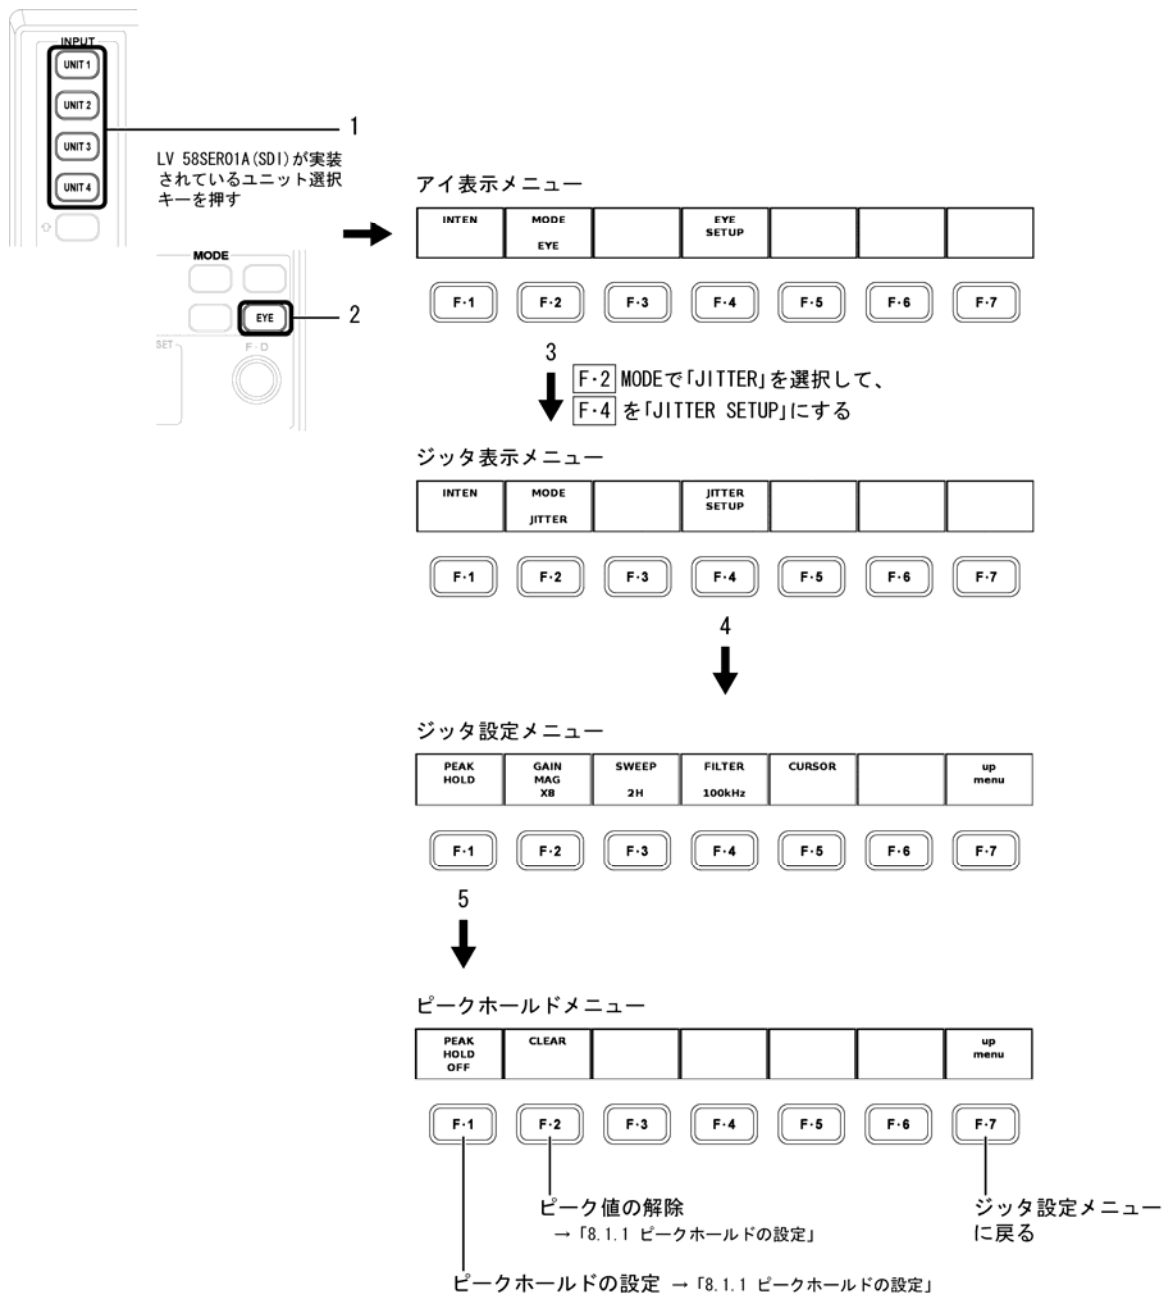 INPUT
UNIT 1
UNIT 2
UNIT 3
UNIT 4
1
LV 58SER01A(SDI)が実装
されているユニット選択
キーを押す
MODE
EYE
2
SET
F・D
アイ表示メニュー
INTEN
MODE
EYE
EYE
SETUP
F・1
F・2
F・3
F・4
F・5
F・6
F・7
3
F・2 MODEで「JITTER」を選択して、
F・4 を「JITTER SETUP」にする
ジッタ表示メニュー
INTEN
MODE
JITTER
JITTER
SETUP
F・1
F・2
F・3
F・4
F・5
F・6
F・7
4
ジッタ設定メニュー
PEAK
HOLD
GAIN
MAG
X8
SWEEP
2H
FILTER
100kHz
CURSOR
up
menu
F・1
F・2
F・3
F・4
F・5
F・6
F・7
5
ピークホールドメニュー
PEAK
HOLD
OFF
CLEAR
up
menu
F・1
F・2
F・3
F・4
F・5
F・6
F・7
ピーク値の解除
→「8.1.1 ピークホールドの設定」
ジッタ設定メニュー
に戻る
ピークホールドの設定 →「8.1.1 ピークホールドの設定」